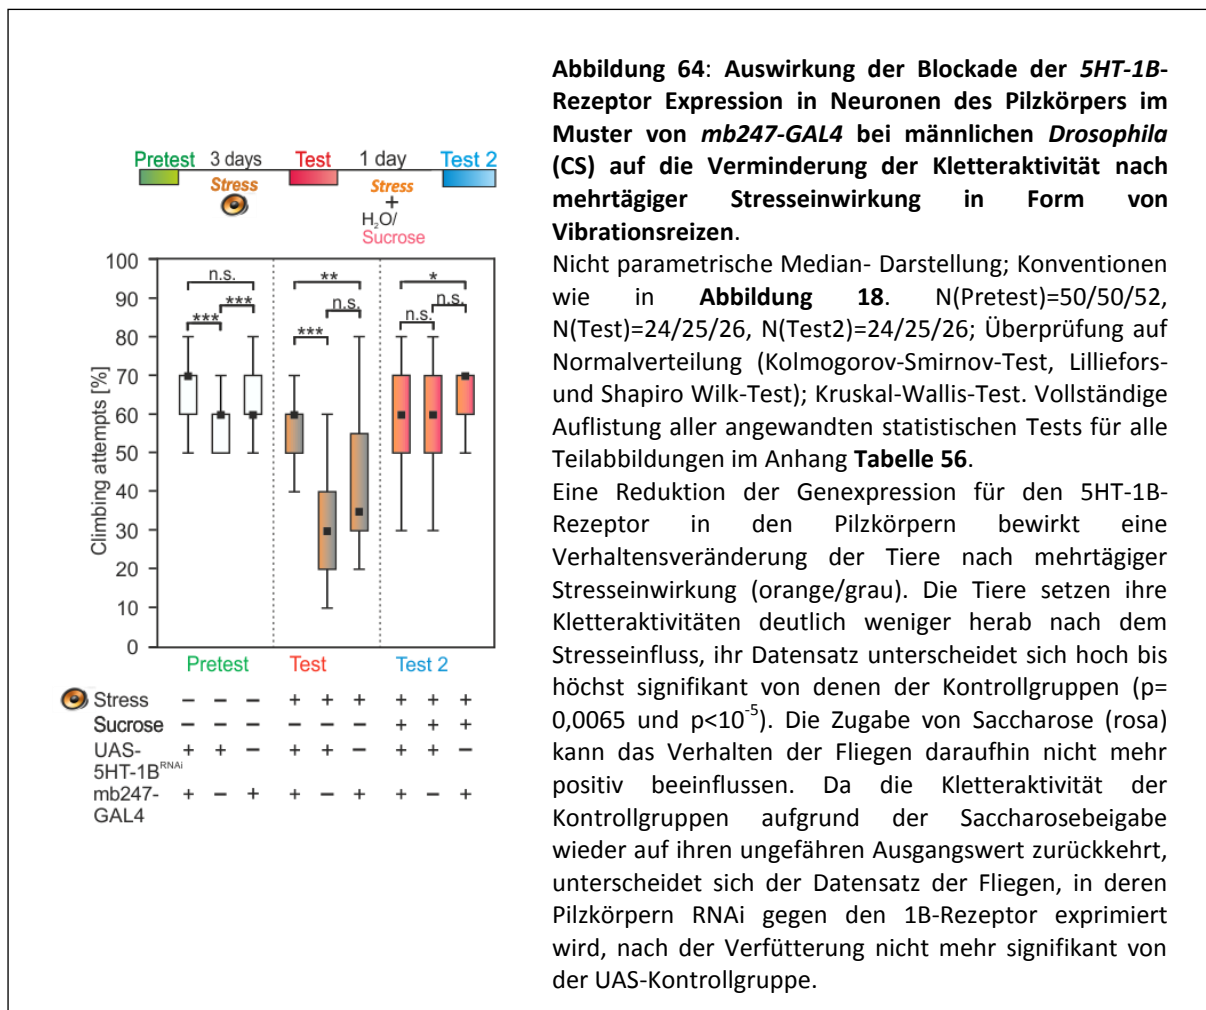 Pretest 3 days Test 1 day Test 2
Stress Stress
+
H2O/
Sucrose
100
90
80
70
60
50
40
30
20
10
0
Climbing attempts [%]
n.s. ** *
*** *** n.s. n.s.
*** n.s.
Pretest Test Test 2
Stress – – – + + + + + +
Sucrose – – – – – – + + +
UAS- + + – + + – + + –
5HT-1B^RNAi
mb247- + – + + – + + – +
GAL4
Abbildung 64: Auswirkung der Blockade der 5HT-1B-
Rezeptor Expression in Neuronen des Pilzkörpers im
Muster von mb247-GAL4 bei männlichen Drosophila
(CS) auf die Verminderung der Kletteraktivität nach
mehrtägiger Stresseinwirkung in Form von
Vibrationsreizen.
Nicht parametrische Median- Darstellung; Konventionen
wie in Abbildung 18. N(Pretest)=50/50/52,
N(Test)=24/25/26, N(Test2)=24/25/26; Überprüfung auf
Normalverteilung (Kolmogorov-Smirnov-Test, Lilliefors-
und Shapiro Wilk-Test); Kruskal-Wallis-Test. Vollständige
Auflistung aller angewandten statistischen Tests für alle
Teilabbildungen im Anhang Tabelle 56.
Eine Reduktion der Genexpression für den 5HT-1B-
Rezeptor in den Pilzkörpern bewirkt eine
Verhaltensveränderung der Tiere nach mehrtägiger
Stresseinwirkung (orange/grau). Die Tiere setzen ihre
Kletteraktivitäten deutlich weniger herab nach dem
Stresseinfluss, ihr Datensatz unterscheidet sich hoch bis
höchst signifikant von denen der Kontrollgruppen (p=
0,0065 und p<10^-5). Die Zugabe von Saccharose (rosa)
kann das Verhalten der Fliegen daraufhin nicht mehr
positiv beeinflussen. Da die Kletteraktivität der
Kontrollgruppen aufgrund der Saccharosebeigabe
wieder auf ihren ungefähren Ausgangswert zurückkehrt,
unterscheidet sich der Datensatz der Fliegen, in deren
Pilzkörpern RNAi gegen den 1B-Rezeptor exprimiert
wird, nach der Verfütterung nicht mehr signifikant von
der UAS-Kontrollgruppe.